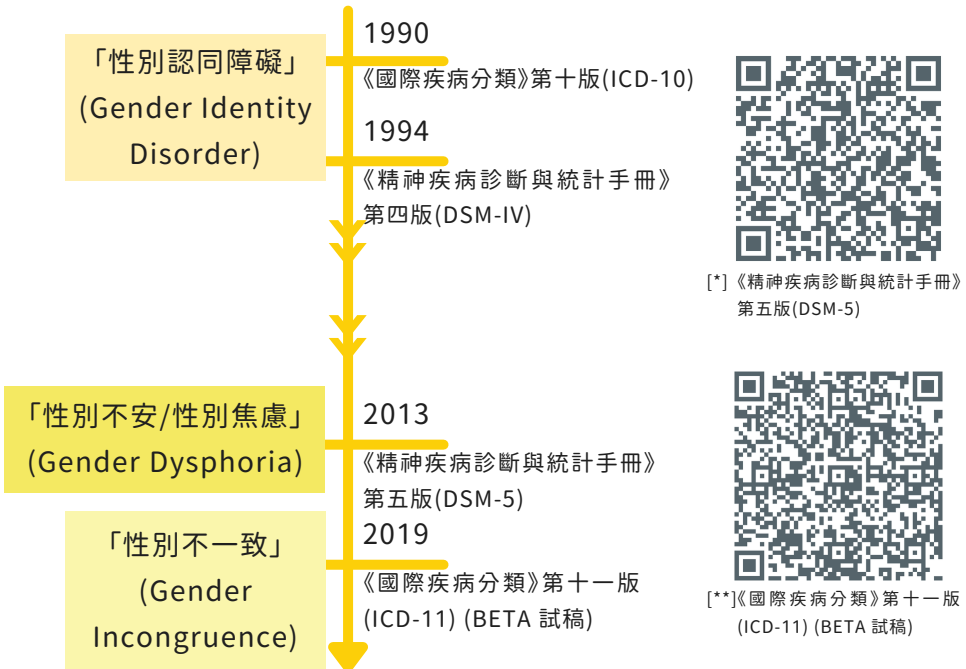 「性別認同障礙」
(Gender Identity
Disorder)
1990
《國際疾病分類》第十版(ICD-10)
1994
《精神疾病診斷與統計手冊》
第四版(DSM-IV)
[*]《精神疾病診斷與統計手冊》
第五版(DSM-5)
「性別不安/性別焦慮」
(Gender Dysphoria)
2013
《精神疾病診斷與統計手冊》
第五版(DSM-5)
「性別不一致」
(Gender
Incongruence)
2019
《國際疾病分類》第十一版
(ICD-11) (BETA 試稿)
[**]《國際疾病分類》第十一版
(ICD-11) (BETA 試稿)